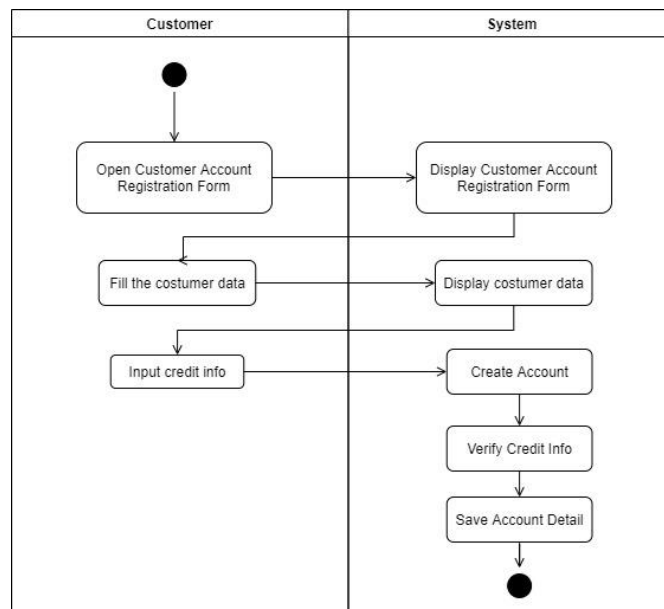 Customer
System
Open Customer Account
Registration Form
Display Customer Account
Registration Form
Fill the costumer data
Display costumer data
Input credit info
Create Account
Verify Credit Info
Save Account Detail